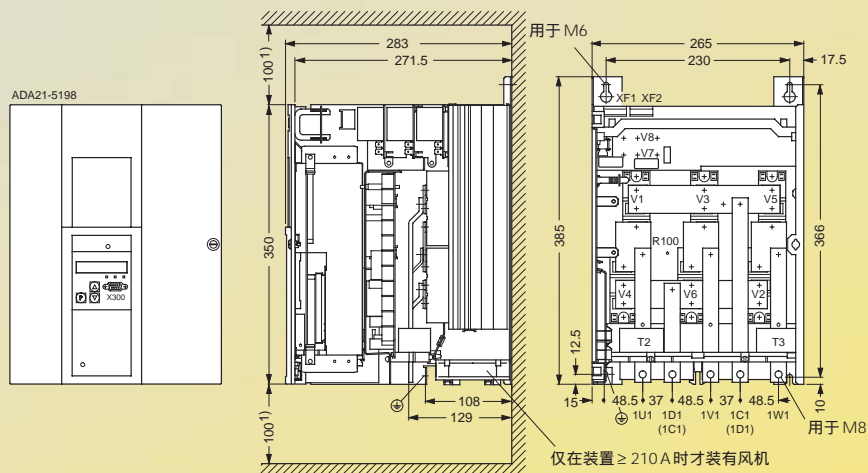 ADA21-5198
X300
P
283
271.5
100 1)
350
100 1)
108
129
仅在装置 ≥ 210 A 时才装有风机
用于 M6
265
230
17.5
XF1 XF2
V8
V7
V1 V3 V5
R100
V4 V6 V2
T2 T3
385
366
12.5
15
48.5 37 48.5 37 48.5
10
1U1 1D1 1V1 1C1 1W1
(1C1) (1D1)
用于 M8